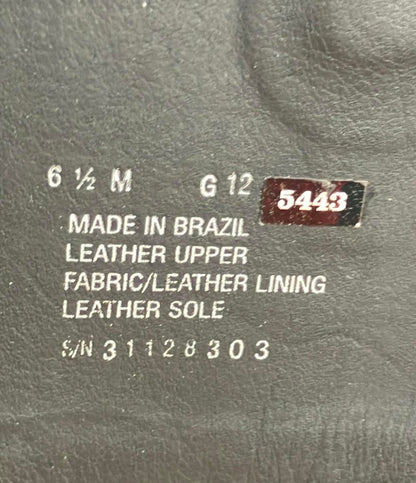 6 ½ M G 12 5443
MADE IN BRAZIL
LEATHER UPPER
FABRIC/LEATHER LINING
LEATHER SOLE
S/N 31128303